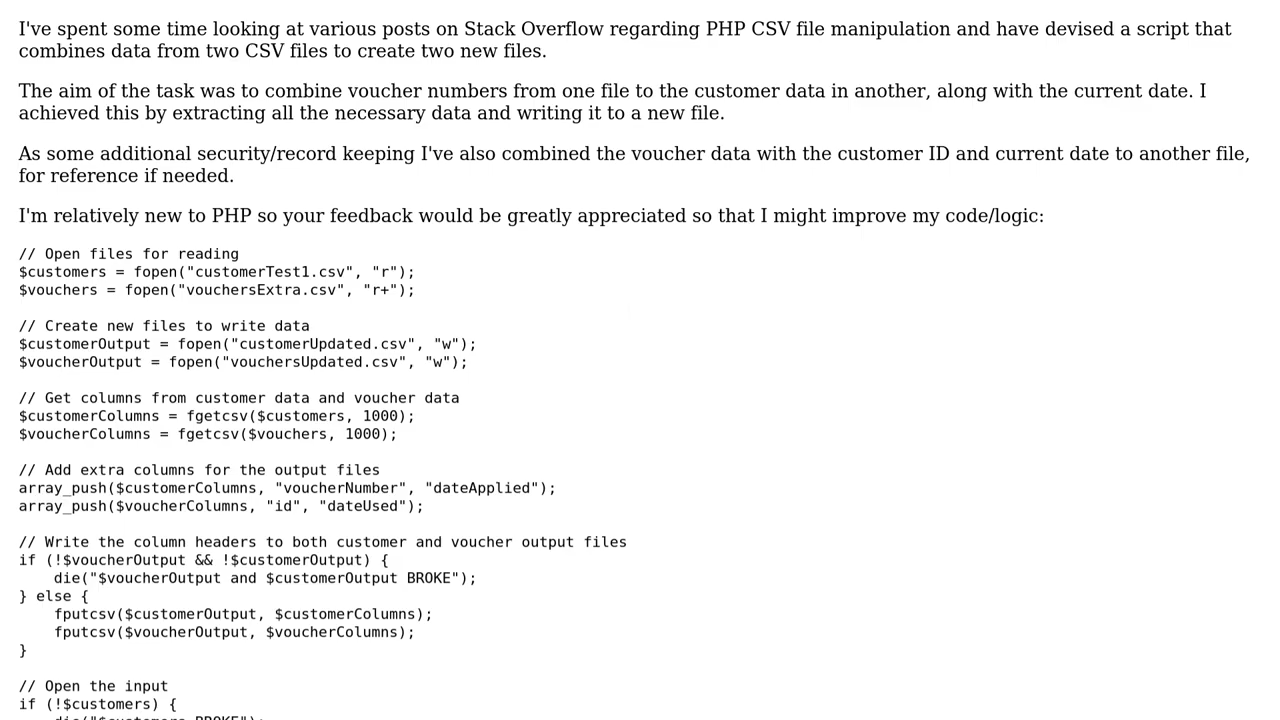 I've spent some time looking at various posts on Stack Overflow regarding PHP CSV file manipulation and have devised a script that
combines data from two CSV files to create two new files.
The aim of the task was to combine voucher numbers from one file to the customer data in another, along with the current date. I
achieved this by extracting all the necessary data and writing it to a new file.
As some additional security/record keeping I've also combined the voucher data with the customer ID and current date to another file,
for reference if needed.
I'm relatively new to PHP so your feedback would be greatly appreciated so that I might improve my code/logic:
// Open files for reading
$customers = fopen("customerTest1.csv", "r");
$vouchers = fopen("vouchersExtra.csv", "r+");
// Create new files to write data
$customerOutput = fopen("customerUpdated.csv", "w");
$voucherOutput = fopen("vouchersUpdated.csv", "w");
// Get columns from customer data and voucher data
$customerColumns = fgetcsv($customers, 1000);
$voucherColumns = fgetcsv($vouchers, 1000);
// Add extra columns for the output files
array_push($customerColumns, "voucherNumber", "dateApplied");
array_push($voucherColumns, "id", "dateUsed");
// Write the column headers to both customer and voucher output files
if (!$voucherOutput && !$customerOutput) {
    die("$voucherOutput and $customerOutput BROKE");
} else {
    fputcsv($customerOutput, $customerColumns);
    fputcsv($voucherOutput, $voucherColumns);
}
// Open the input
if (!$customers) {
    die("$customers BROKE");